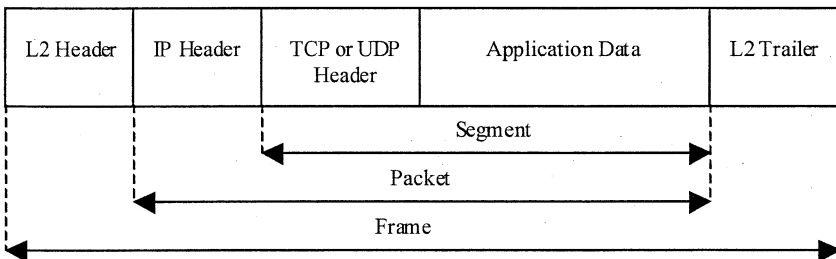 L2 Header
IP Header
TCP or UDP
Header
Application Data
L2 Trailer
Segment
Packet
Frame